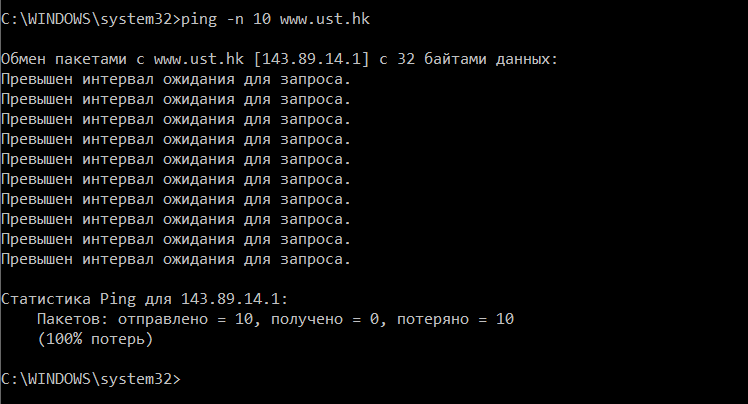 C:\WINDOWS\system32>ping -n 10 www.ust.hk
Обмен пакетами с www.ust.hk [143.89.14.1] с 32 байтами данных:
Превышен интервал ожидания для запроса.
Превышен интервал ожидания для запроса.
Превышен интервал ожидания для запроса.
Превышен интервал ожидания для запроса.
Превышен интервал ожидания для запроса.
Превышен интервал ожидания для запроса.
Превышен интервал ожидания для запроса.
Превышен интервал ожидания для запроса.
Превышен интервал ожидания для запроса.
Превышен интервал ожидания для запроса.
Статистика Ping для 143.89.14.1:
Пакетов: отправлено = 10, получено = 0, потеряно = 10
(100% потерь)
C:\WINDOWS\system32>